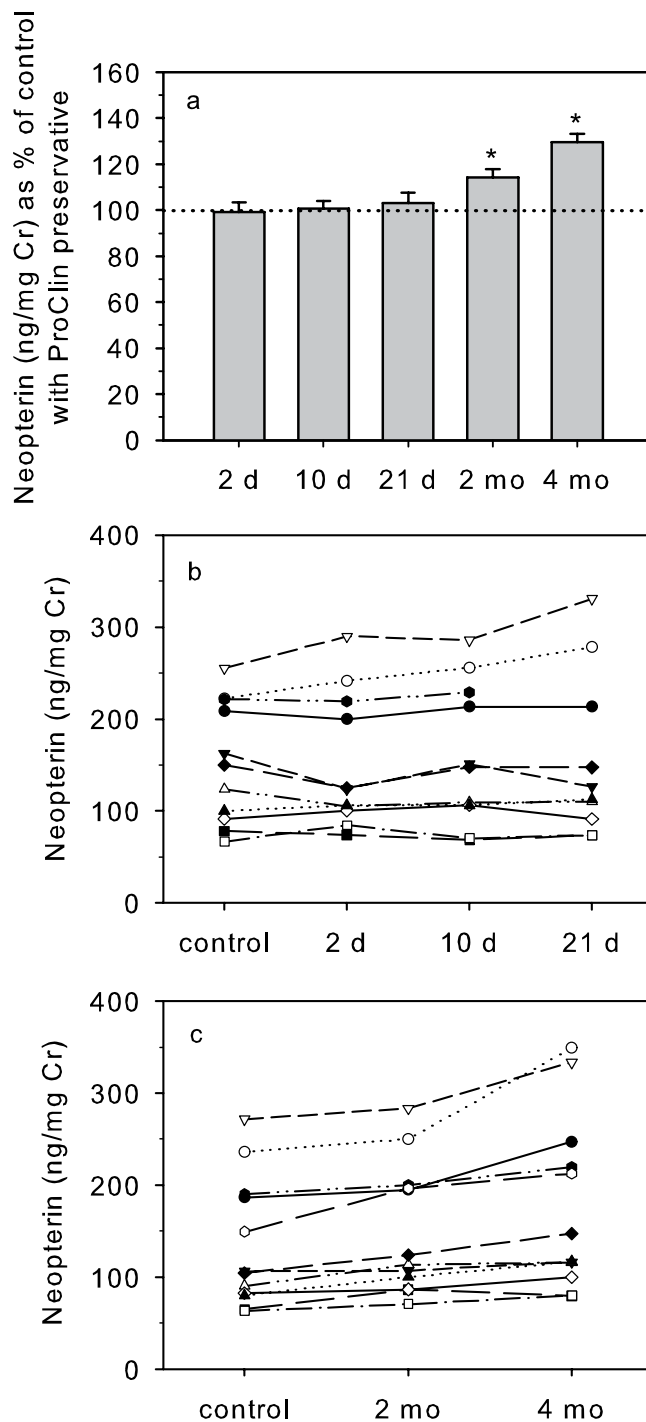 Neopterin (ng/mg Cr) as % of control
with ProClin preservative
a
160
140
120
100
80
60
40
20
0
*
*
2 d 10 d 21 d 2 mo 4 mo
Neopterin (ng/mg Cr)
b
400
300
200
100
0
control 2 d 10 d 21 d
Neopterin (ng/mg Cr)
c
400
300
200
100
0
control 2 mo 4 mo